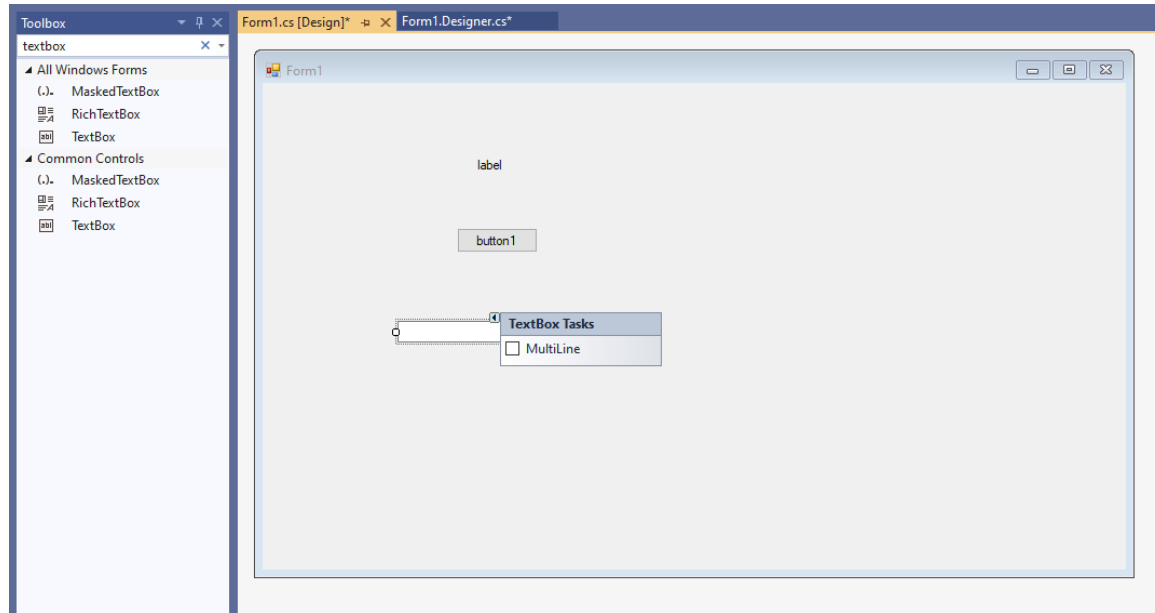 Toolbox
textbox
All Windows Forms
MaskedTextBox
RichTextBox
TextBox
Common Controls
MaskedTextBox
RichTextBox
TextBox
Form1.cs [Design]* Form1.Designer.cs*
Form1
label
button1
TextBox Tasks
MultiLine